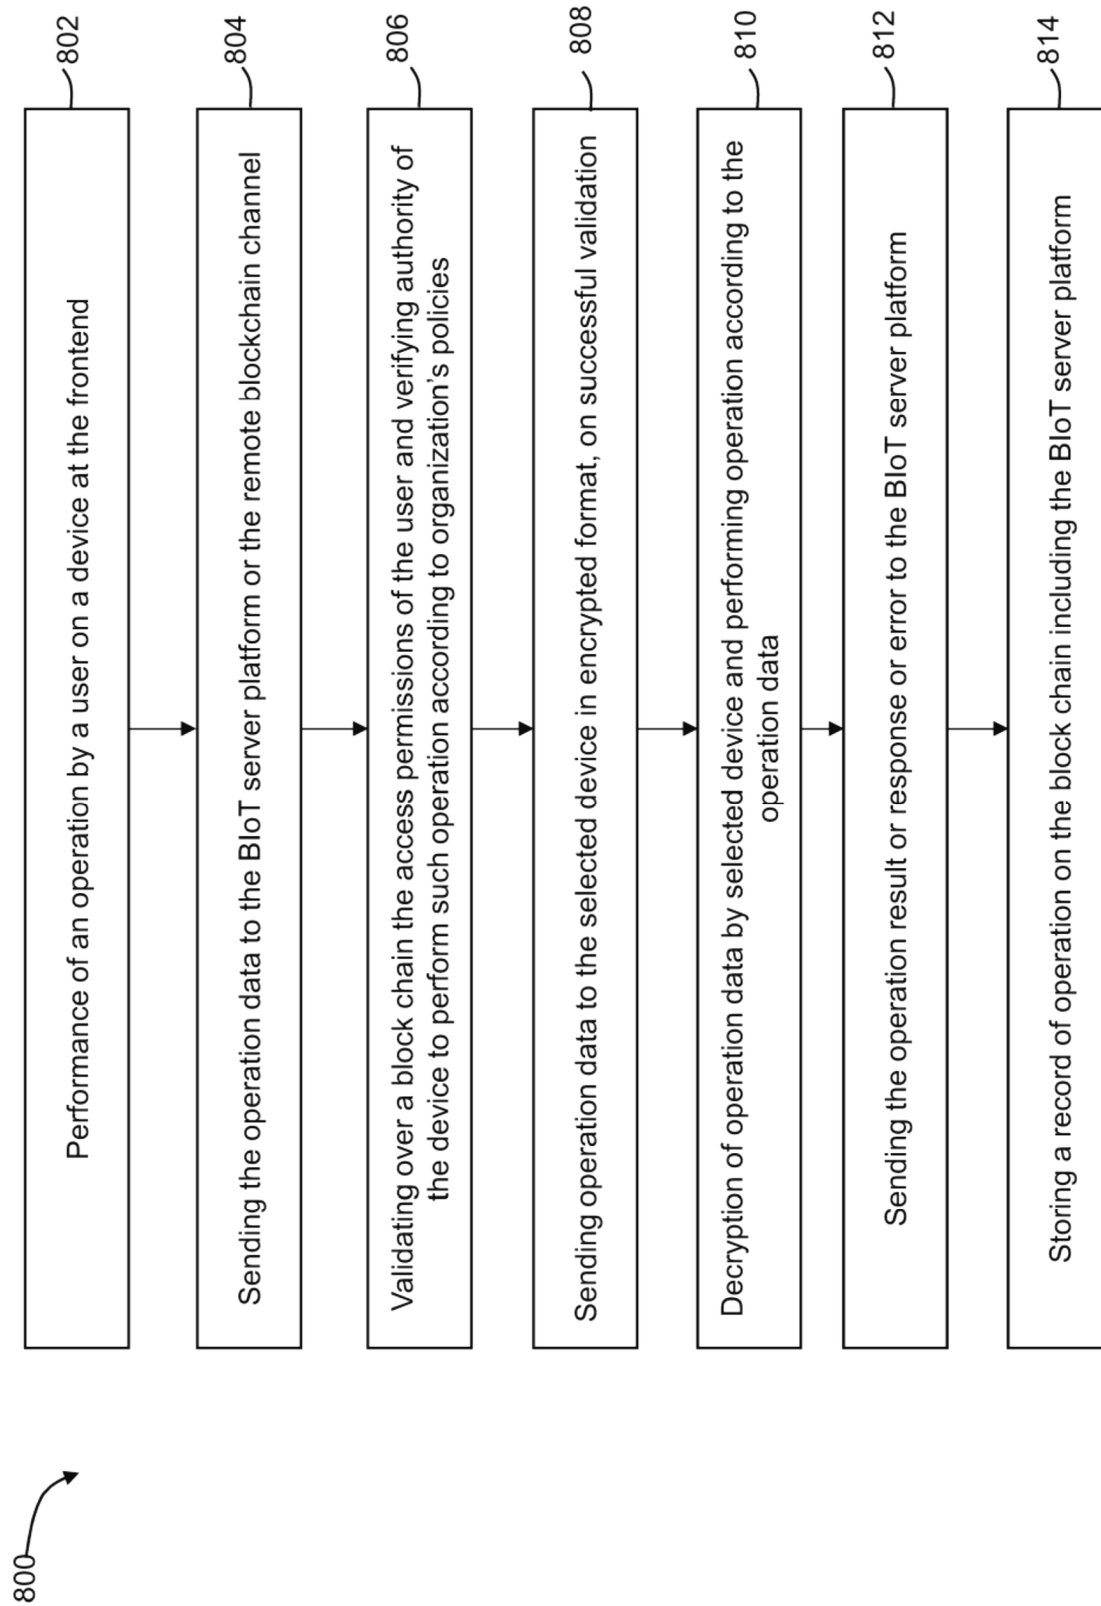 800
802
Performance of an operation by a user on a device at the frontend
804
Sending the operation data to the BIoT server platform or the remote blockchain channel
806
Validating over a block chain the access permissions of the user and verifying authority of
the device to perform such operation according to organization's policies
808
Sending operation data to the selected device in encrypted format, on successful validation
810
Decryption of operation data by selected device and performing operation according to the
operation data
812
Sending the operation result or response or error to the BIoT server platform
814
Storing a record of operation on the block chain including the BIoT server platform